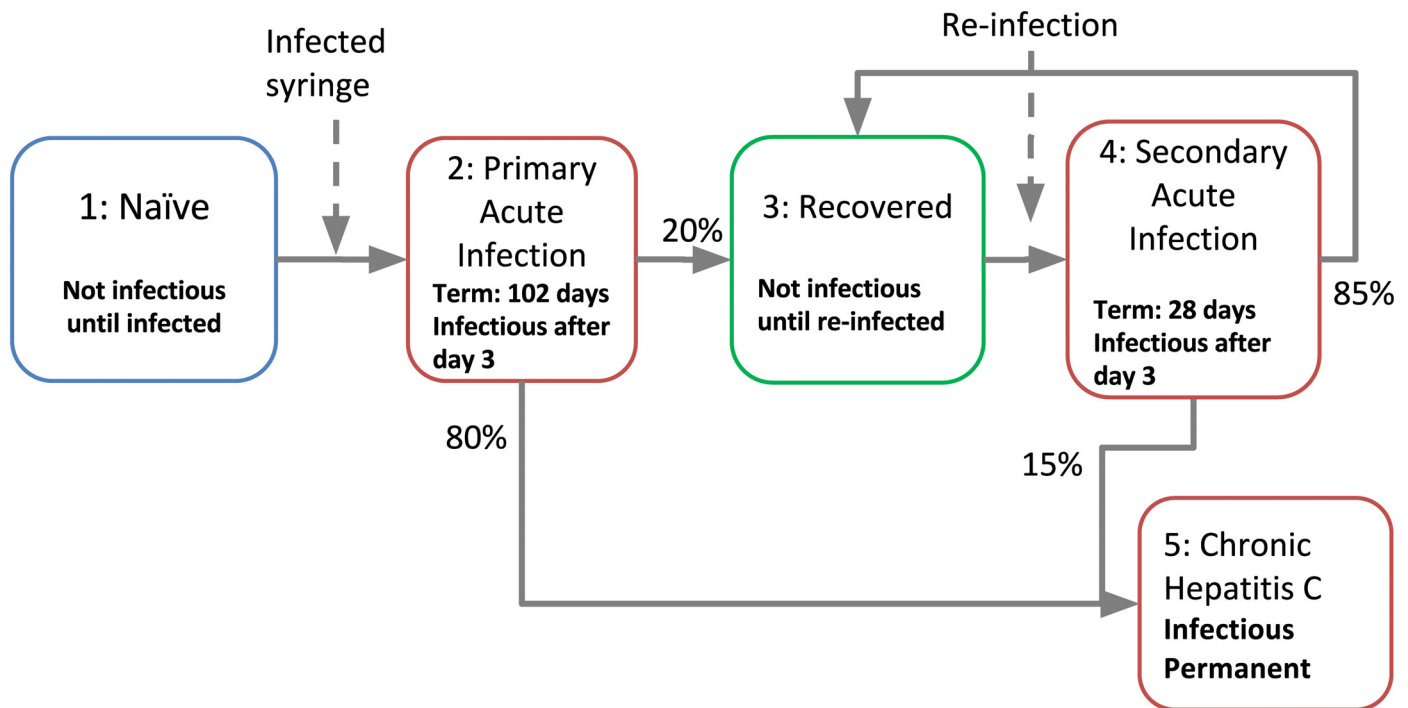 Infected
syringe
Re-infection
1: Naïve
Not infectious
until infected
2: Primary
Acute
Infection
Term: 102 days
Infectious after
day 3
20%
3: Recovered
Not infectious
until re-infected
4: Secondary
Acute
Infection
Term: 28 days
Infectious after
day 3
85%
80%
15%
5: Chronic
Hepatitis C
Infectious
Permanent